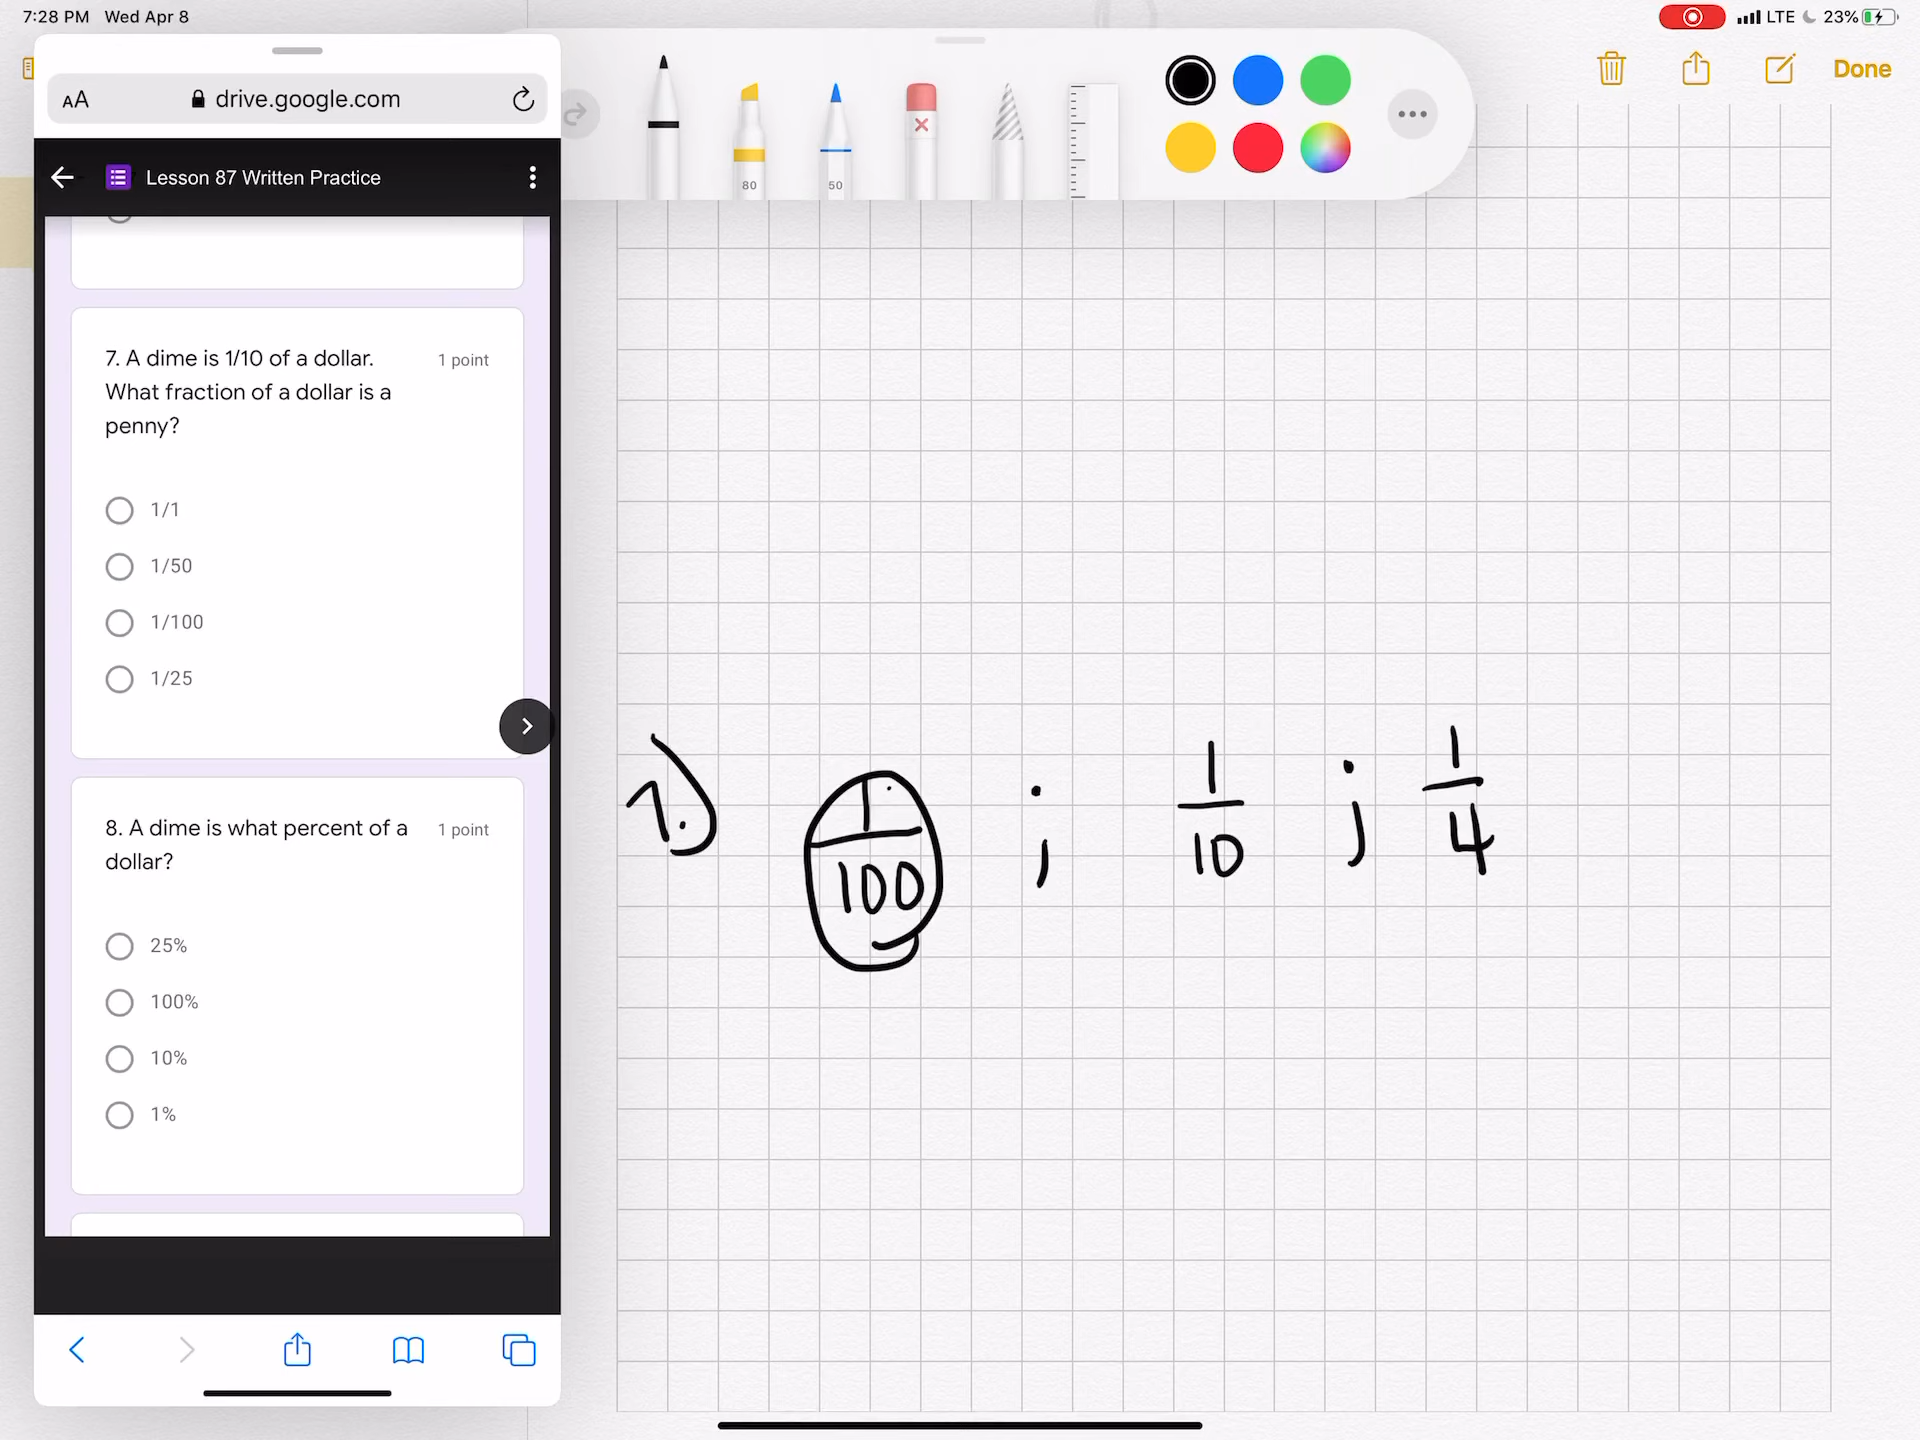 7:28 PM Wed Apr 8
LTE 23%
AA drive.google.com
Done
80
50
Lesson 87 Written Practice
7. A dime is 1/10 of a dollar. What fraction of a dollar is a penny?
1 point
1/1
1/50
1/100
1/25
8. A dime is what percent of a dollar?
1 point
25%
100%
10%
1%
7.) 1/100 ; 1/10 ; 1/4